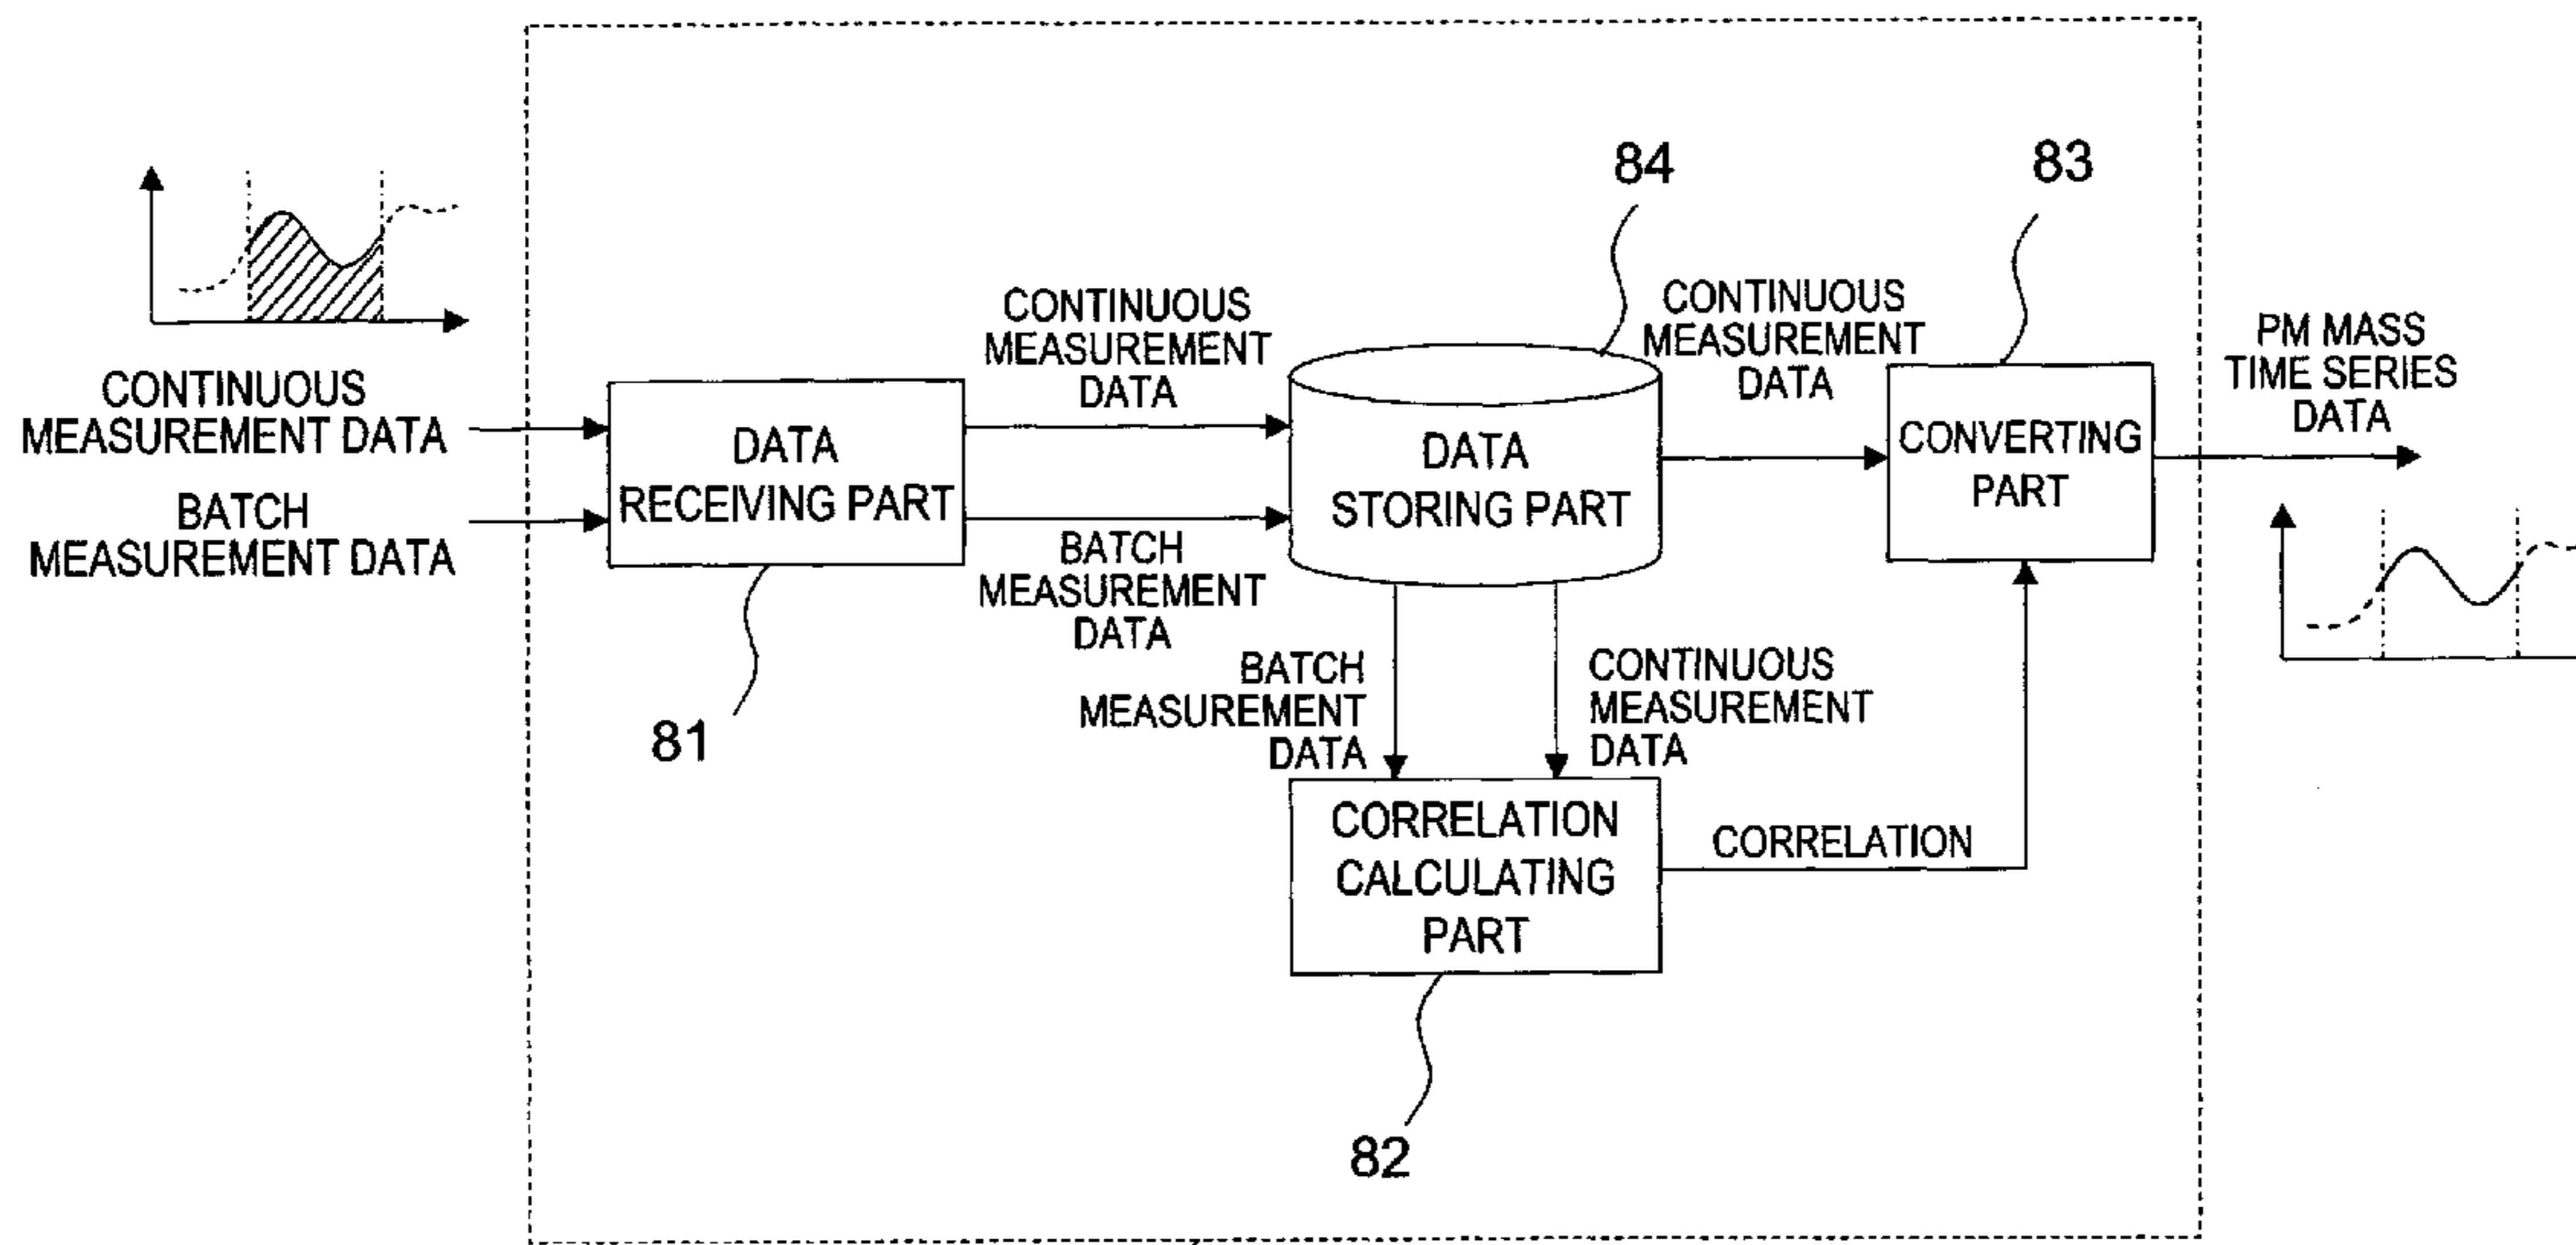 84
83
CONTINUOUS
MEASUREMENT DATA
BATCH
MEASUREMENT DATA
DATA
RECEIVING PART
81
CONTINUOUS
MEASUREMENT
DATA
BATCH
MEASUREMENT
DATA
DATA
STORING PART
CONTINUOUS
MEASUREMENT
DATA
CONVERTING
PART
PM MASS
TIME SERIES
DATA
BATCH
MEASUREMENT
DATA
CONTINUOUS
MEASUREMENT
DATA
CORRELATION
CALCULATING
PART
CORRELATION
82